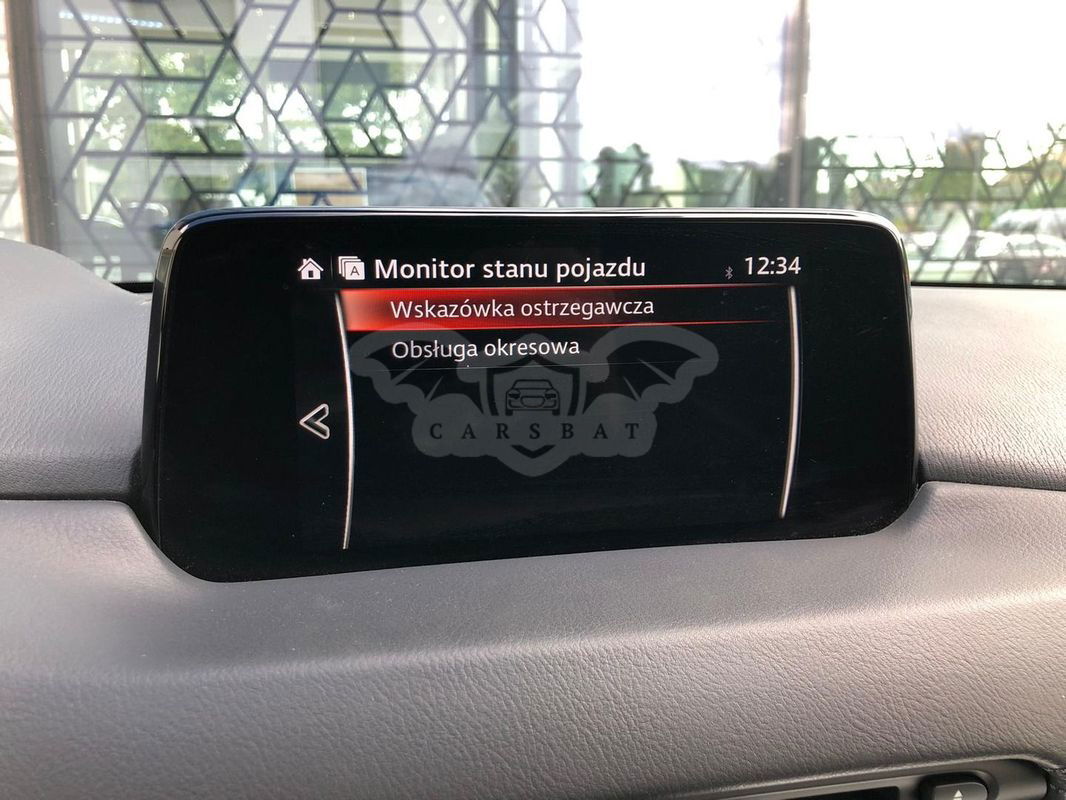 A Monitor stanu pojazdu 12:34
Wskazówka ostrzegawcza
Obsługa okresowa
CARSBAT